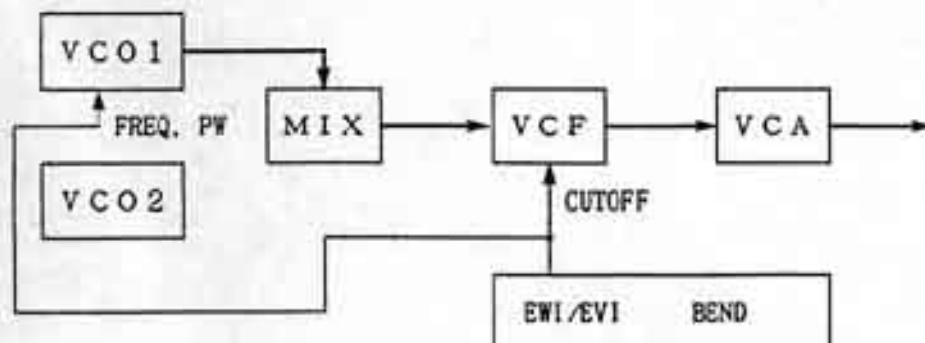 VCO1
FREQ. PW
MIX
VCF
VCA
VCO2
CUTOFF
EWI/EVI BEND